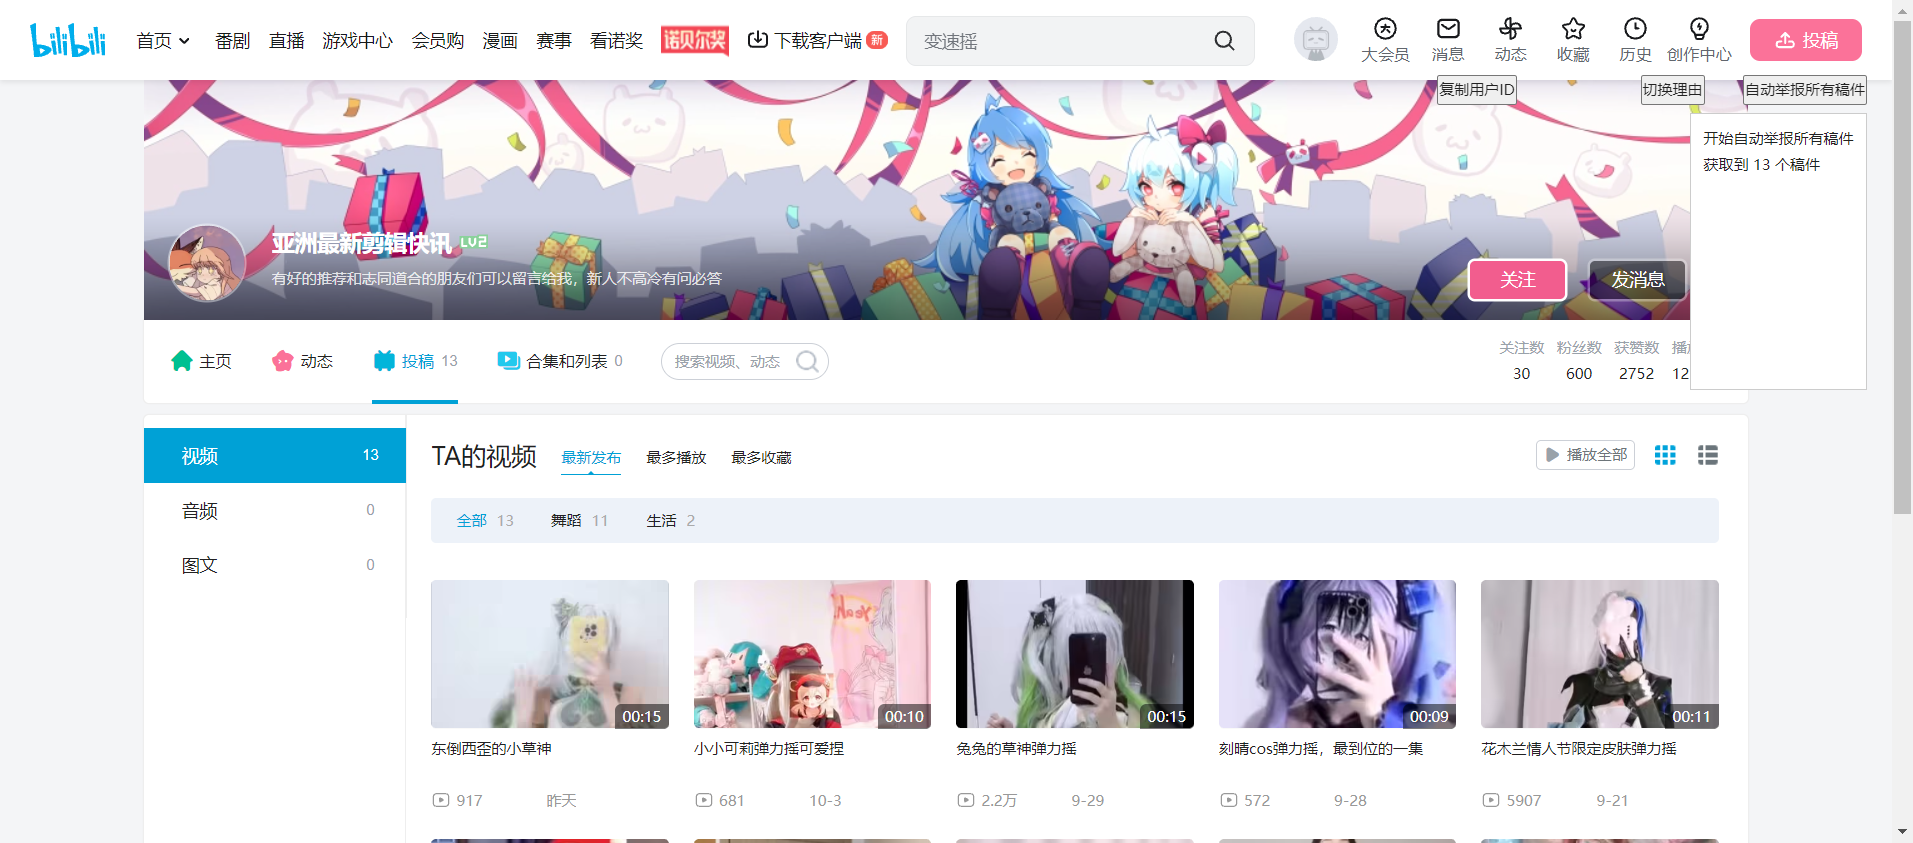 bilibili 首页 番剧 直播 游戏中心 会员购 漫画 赛事 看诺奖 诺贝尔奖 下载客户端 新 变速摇 大会员 消息 动态 收藏 历史 创作中心 投稿
复制用户ID 切换理由 自动举报所有稿件
开始自动举报所有稿件
获取到 13 个稿件
亚洲最新剪辑快讯 LV2
有好的推荐和志同道合的朋友们可以留言给我，新人不高冷有问必答
关注 发消息
主页 动态 投稿 13 合集和列表 0 搜索视频、动态
关注数 粉丝数 获赞数 播
30 600 2752 12
视频 13
音频 0
图文 0
TA的视频 最新发布 最多播放 最多收藏 播放全部
全部 13 舞蹈 11 生活 2
Yeah!
00:15 00:10 00:15 00:09 00:11
东倒西歪的小草神 小小可莉弹力摇可爱捏 兔兔的草神弹力摇 刻晴cos弹力摇，最到位的一集 花木兰情人节限定皮肤弹力摇
917 昨天 681 10-3 2.2万 9-29 572 9-28 5907 9-21